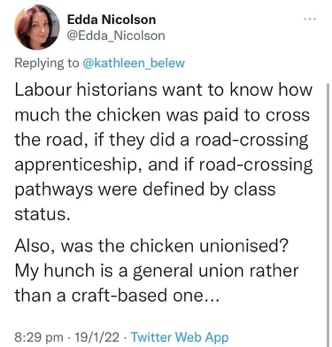 Edda Nicolson
@Edda_Nicolson
Replying to @kathleen_belew
Labour historians want to know how
much the chicken was paid to cross
the road, if they did a road-crossing
apprenticeship, and if road-crossing
pathways were defined by class
status.
Also, was the chicken unionised?
My hunch is a general union rather
than a craft-based one...
8:29 pm · 19/1/22 · Twitter Web App